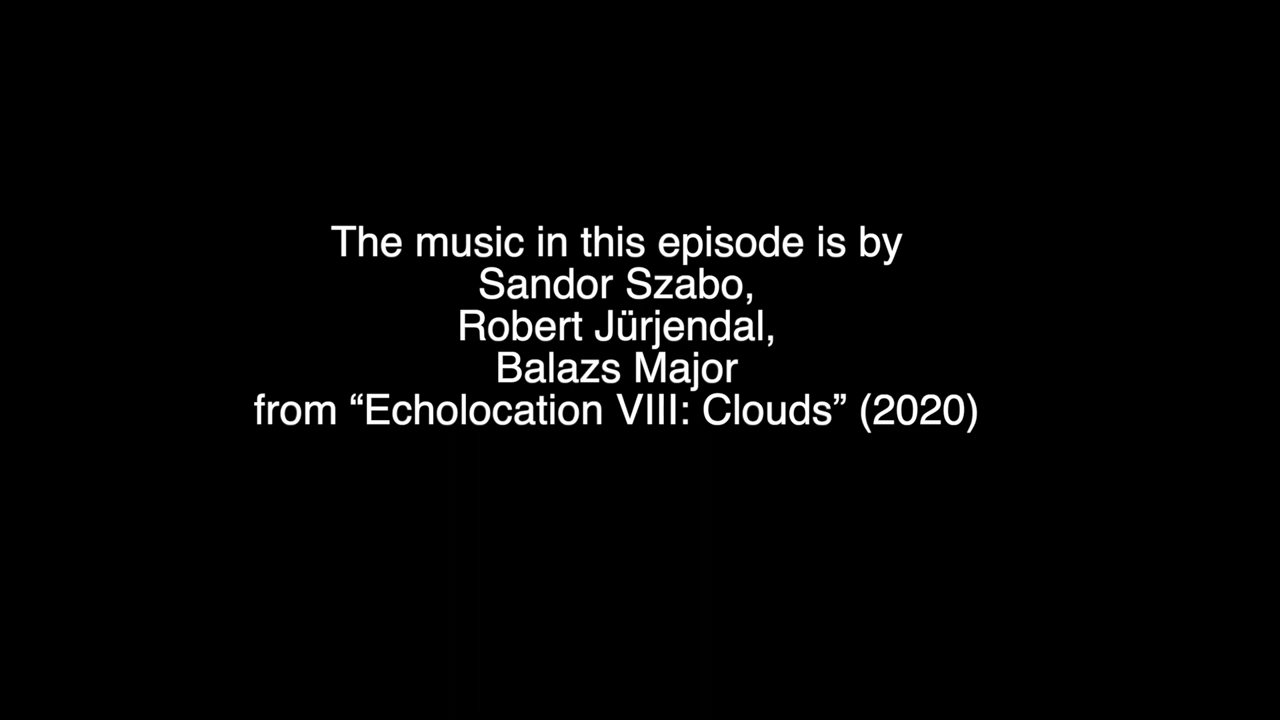 The music in this episode is by
Sandor Szabo,
Robert Jürjendal,
Balazs Major
from “Echolocation VIII: Clouds” (2020)